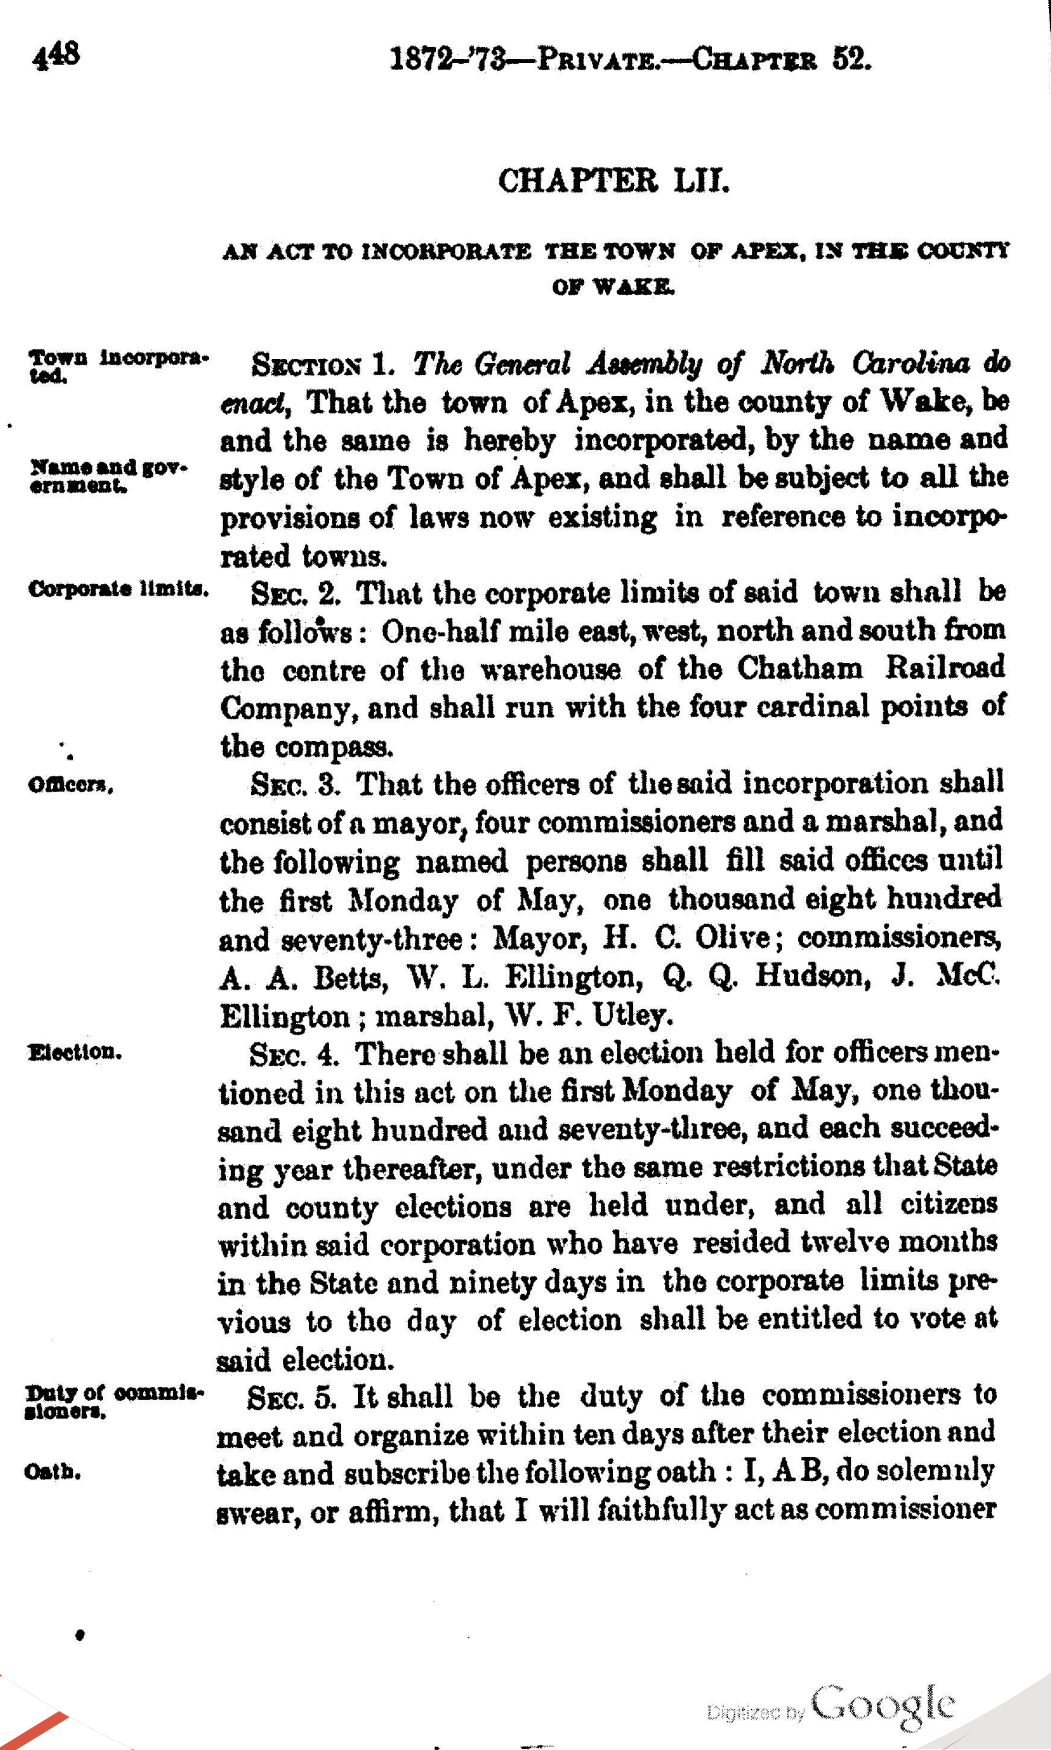 448 1872-'73—PRIVATE.—CHAPTER 52.
CHAPTER LII.
AN ACT TO INCORPORATE THE TOWN OF APEX, IN THE COUNTY
OF WAKE.
Town incorpora-
ted.
SECTION 1. The General Assembly of North Carolina do
enact, That the town of Apex, in the county of Wake, be
and the same is hereby incorporated, by the name and
Name and gov-
ernment.
style of the Town of Apex, and shall be subject to all the
provisions of laws now existing in reference to incorpo-
rated towns.
Corporate limits.
SEC. 2. That the corporate limits of said town shall be
as follows: One-half mile east, west, north and south from
the centre of the warehouse of the Chatham Railroad
Company, and shall run with the four cardinal points of
the compass.
Officers.
SEC. 3. That the officers of the said incorporation shall
consist of a mayor, four commissioners and a marshal, and
the following named persons shall fill said offices until
the first Monday of May, one thousand eight hundred
and seventy-three: Mayor, H. C. Olive; commissioners,
A. A. Betts, W. L. Ellington, Q. Q. Hudson, J. McC.
Ellington; marshal, W. F. Utley.
Election.
SEC. 4. There shall be an election held for officers men-
tioned in this act on the first Monday of May, one thou-
sand eight hundred and seventy-three, and each succeed-
ing year thereafter, under the same restrictions that State
and county elections are held under, and all citizens
within said corporation who have resided twelve months
in the State and ninety days in the corporate limits pre-
vious to the day of election shall be entitled to vote at
said election.
Duty of commis-
sioners.
SEC. 5. It shall be the duty of the commissioners to
meet and organize within ten days after their election and
Oath.
take and subscribe the following oath: I, A B, do solemnly
swear, or affirm, that I will faithfully act as commissioner
Digitized by Google